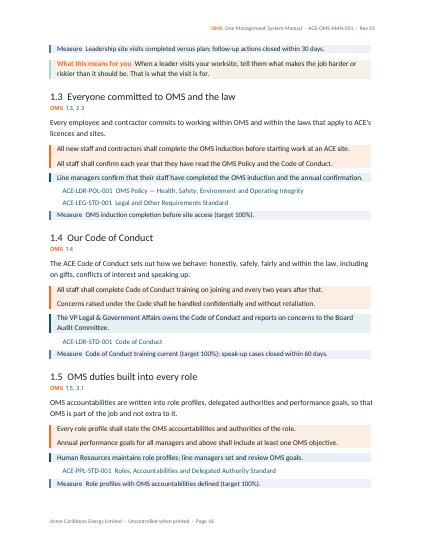 OMS One Management System Manual · ACE-OMS-MAN-001 · Rev 03
Measure Leadership site visits completed versus plan; follow-up actions closed within 30 days.
What this means for you When a leader visits your worksite, tell them what makes the job harder or
riskier than it should be. That is what the visit is for.
1.3 Everyone committed to OMS and the law
OMS 1.3, 2.3
Every employee and contractor commits to working within OMS and within the laws that apply to ACE's
licences and sites.
All new staff and contractors shall complete the OMS induction before starting work at an ACE site.
All staff shall confirm each year that they have read the OMS Policy and the Code of Conduct.
Line managers confirm that their staff have completed the OMS induction and the annual confirmation.
ACE-LDR-POL-001 OMS Policy — Health, Safety, Environment and Operating Integrity
ACE-LEG-STD-001 Legal and Other Requirements Standard
Measure OMS induction completion before site access (target 100%).
1.4 Our Code of Conduct
OMS 1.4
The ACE Code of Conduct sets out how we behave: honestly, safely, fairly and within the law, including
on gifts, conflicts of interest and speaking up.
All staff shall complete Code of Conduct training on joining and every two years after that.
Concerns raised under the Code shall be handled confidentially and without retaliation.
The VP Legal & Government Affairs owns the Code of Conduct and reports on concerns to the Board
Audit Committee.
ACE-LDR-STD-001 Code of Conduct
Measure Code of Conduct training current (target 100%); speak-up cases closed within 60 days.
1.5 OMS duties built into every role
OMS 1.5, 3.1
OMS accountabilities are written into role profiles, delegated authorities and performance goals, so that
OMS is part of the job and not extra to it.
Every role profile shall state the OMS accountabilities and authorities of the role.
Annual performance goals for all managers and above shall include at least one OMS objective.
Human Resources maintains role profiles; line managers set and review OMS goals.
ACE-PPL-STD-001 Roles, Accountabilities and Delegated Authority Standard
Measure Role profiles with OMS accountabilities defined (target 100%).
Acme Caribbean Energy Limited · Uncontrolled when printed · Page 16